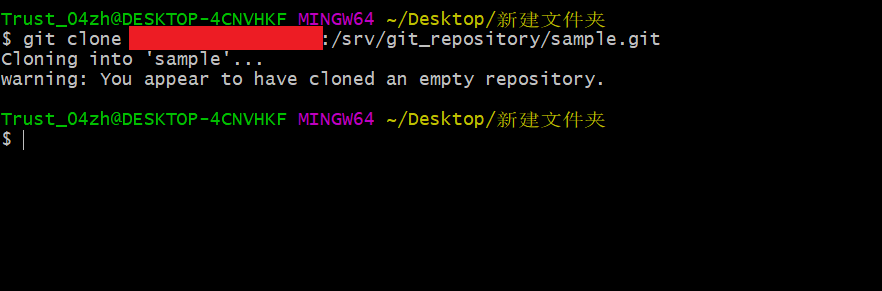 Trust_04zh@DESKTOP-4CNVHKF MINGW64 ~/Desktop/新建文件夹
$ git clone :/srv/git_repository/sample.git
Cloning into 'sample'...
warning: You appear to have cloned an empty repository.
Trust_04zh@DESKTOP-4CNVHKF MINGW64 ~/Desktop/新建文件夹
$